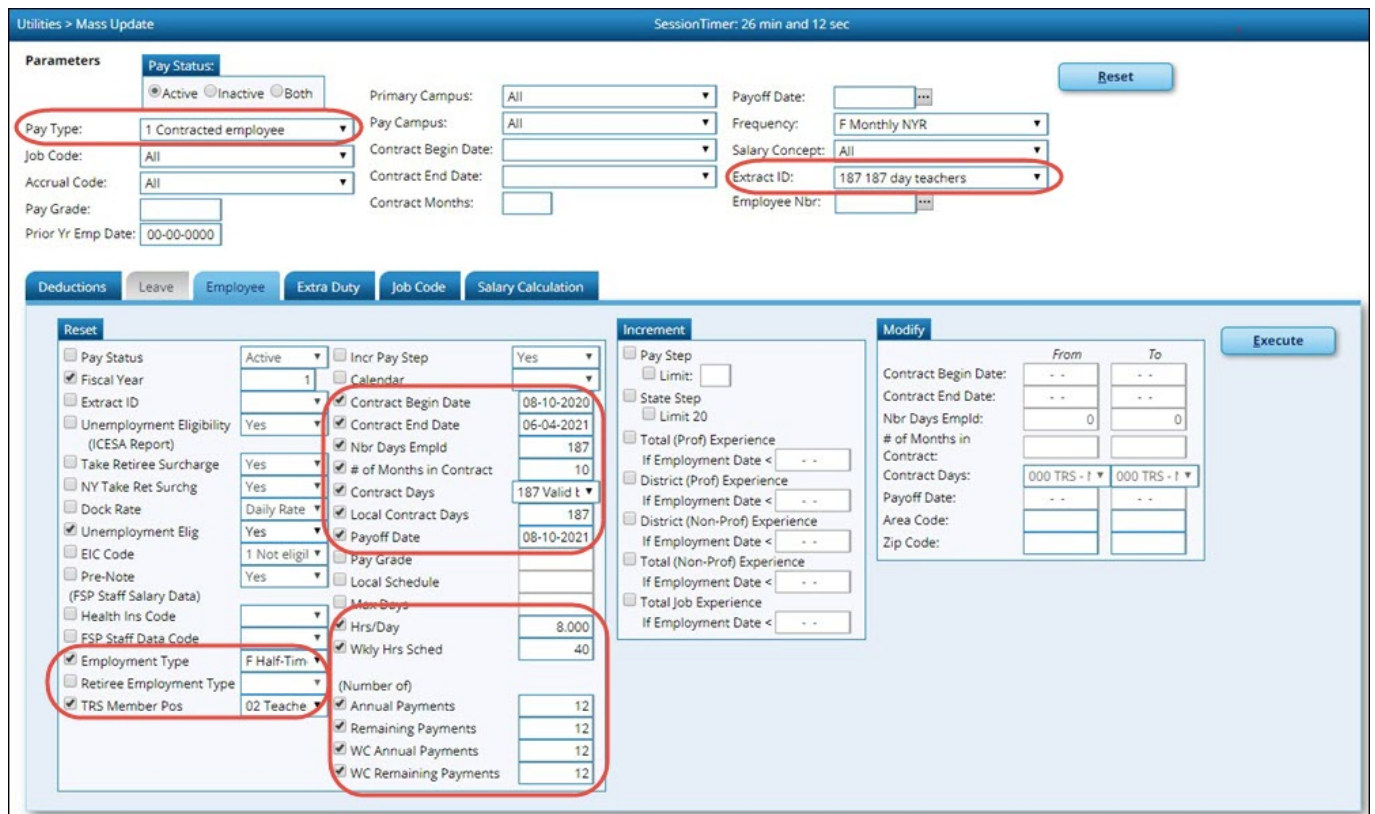 Utilities > Mass Update
SessionTimer: 26 min and 12 sec
Parameters
Pay Status:
Active Inactive Both
Reset
Primary Campus: All
Payoff Date: ...
Pay Type: 1 Contracted employee
Pay Campus: All
Frequency: F Monthly NYR
Job Code: All
Contract Begin Date:
Salary Concept: All
Accrual Code: All
Contract End Date:
Extract ID: 187 187 day teachers
Pay Grade:
Contract Months:
Employee Nbr: ...
Prior Yr Emp Date: 00-00-0000
Deductions Leave Employee Extra Duty Job Code Salary Calculation
Reset
Pay Status Active
Fiscal Year 1
Extract ID
Unemployment Eligibility Yes
(ICESA Report)
Take Retiree Surcharge Yes
NY Take Ret Surchg Yes
Dock Rate Daily Rate
Unemployment Elig Yes
EIC Code 1 Not eligil
Pre-Note Yes
(FSP Staff Salary Data)
Health Ins Code
FSP Staff Data Code
Employment Type F Half-Tim
Retiree Employment Type
TRS Member Pos 02 Teache
Incr Pay Step Yes
Calendar
Contract Begin Date 08-10-2020
Contract End Date 06-04-2021
Nbr Days Empld 187
# of Months in Contract 10
Contract Days 187 Valid
Local Contract Days 187
Payoff Date 08-10-2021
Pay Grade
Local Schedule
Max Days
Hrs/Day 8.000
Wkly Hrs Sched 40
(Number of)
Annual Payments 12
Remaining Payments 12
WC Annual Payments 12
WC Remaining Payments 12
Increment
Pay Step
Limit:
State Step
Limit 20
Total (Prof) Experience
If Employment Date < - -
District (Prof) Experience
If Employment Date < - -
District (Non-Prof) Experience
If Employment Date < - -
Total (Non-Prof) Experience
If Employment Date < - -
Total Job Experience
If Employment Date < - -
Modify
From To
Contract Begin Date: - - - -
Contract End Date: - - - -
Nbr Days Empld: 0 0
# of Months in
Contract:
Contract Days: 000 TRS - 000 TRS -
Payoff Date: - - - -
Area Code:
Zip Code:
Execute